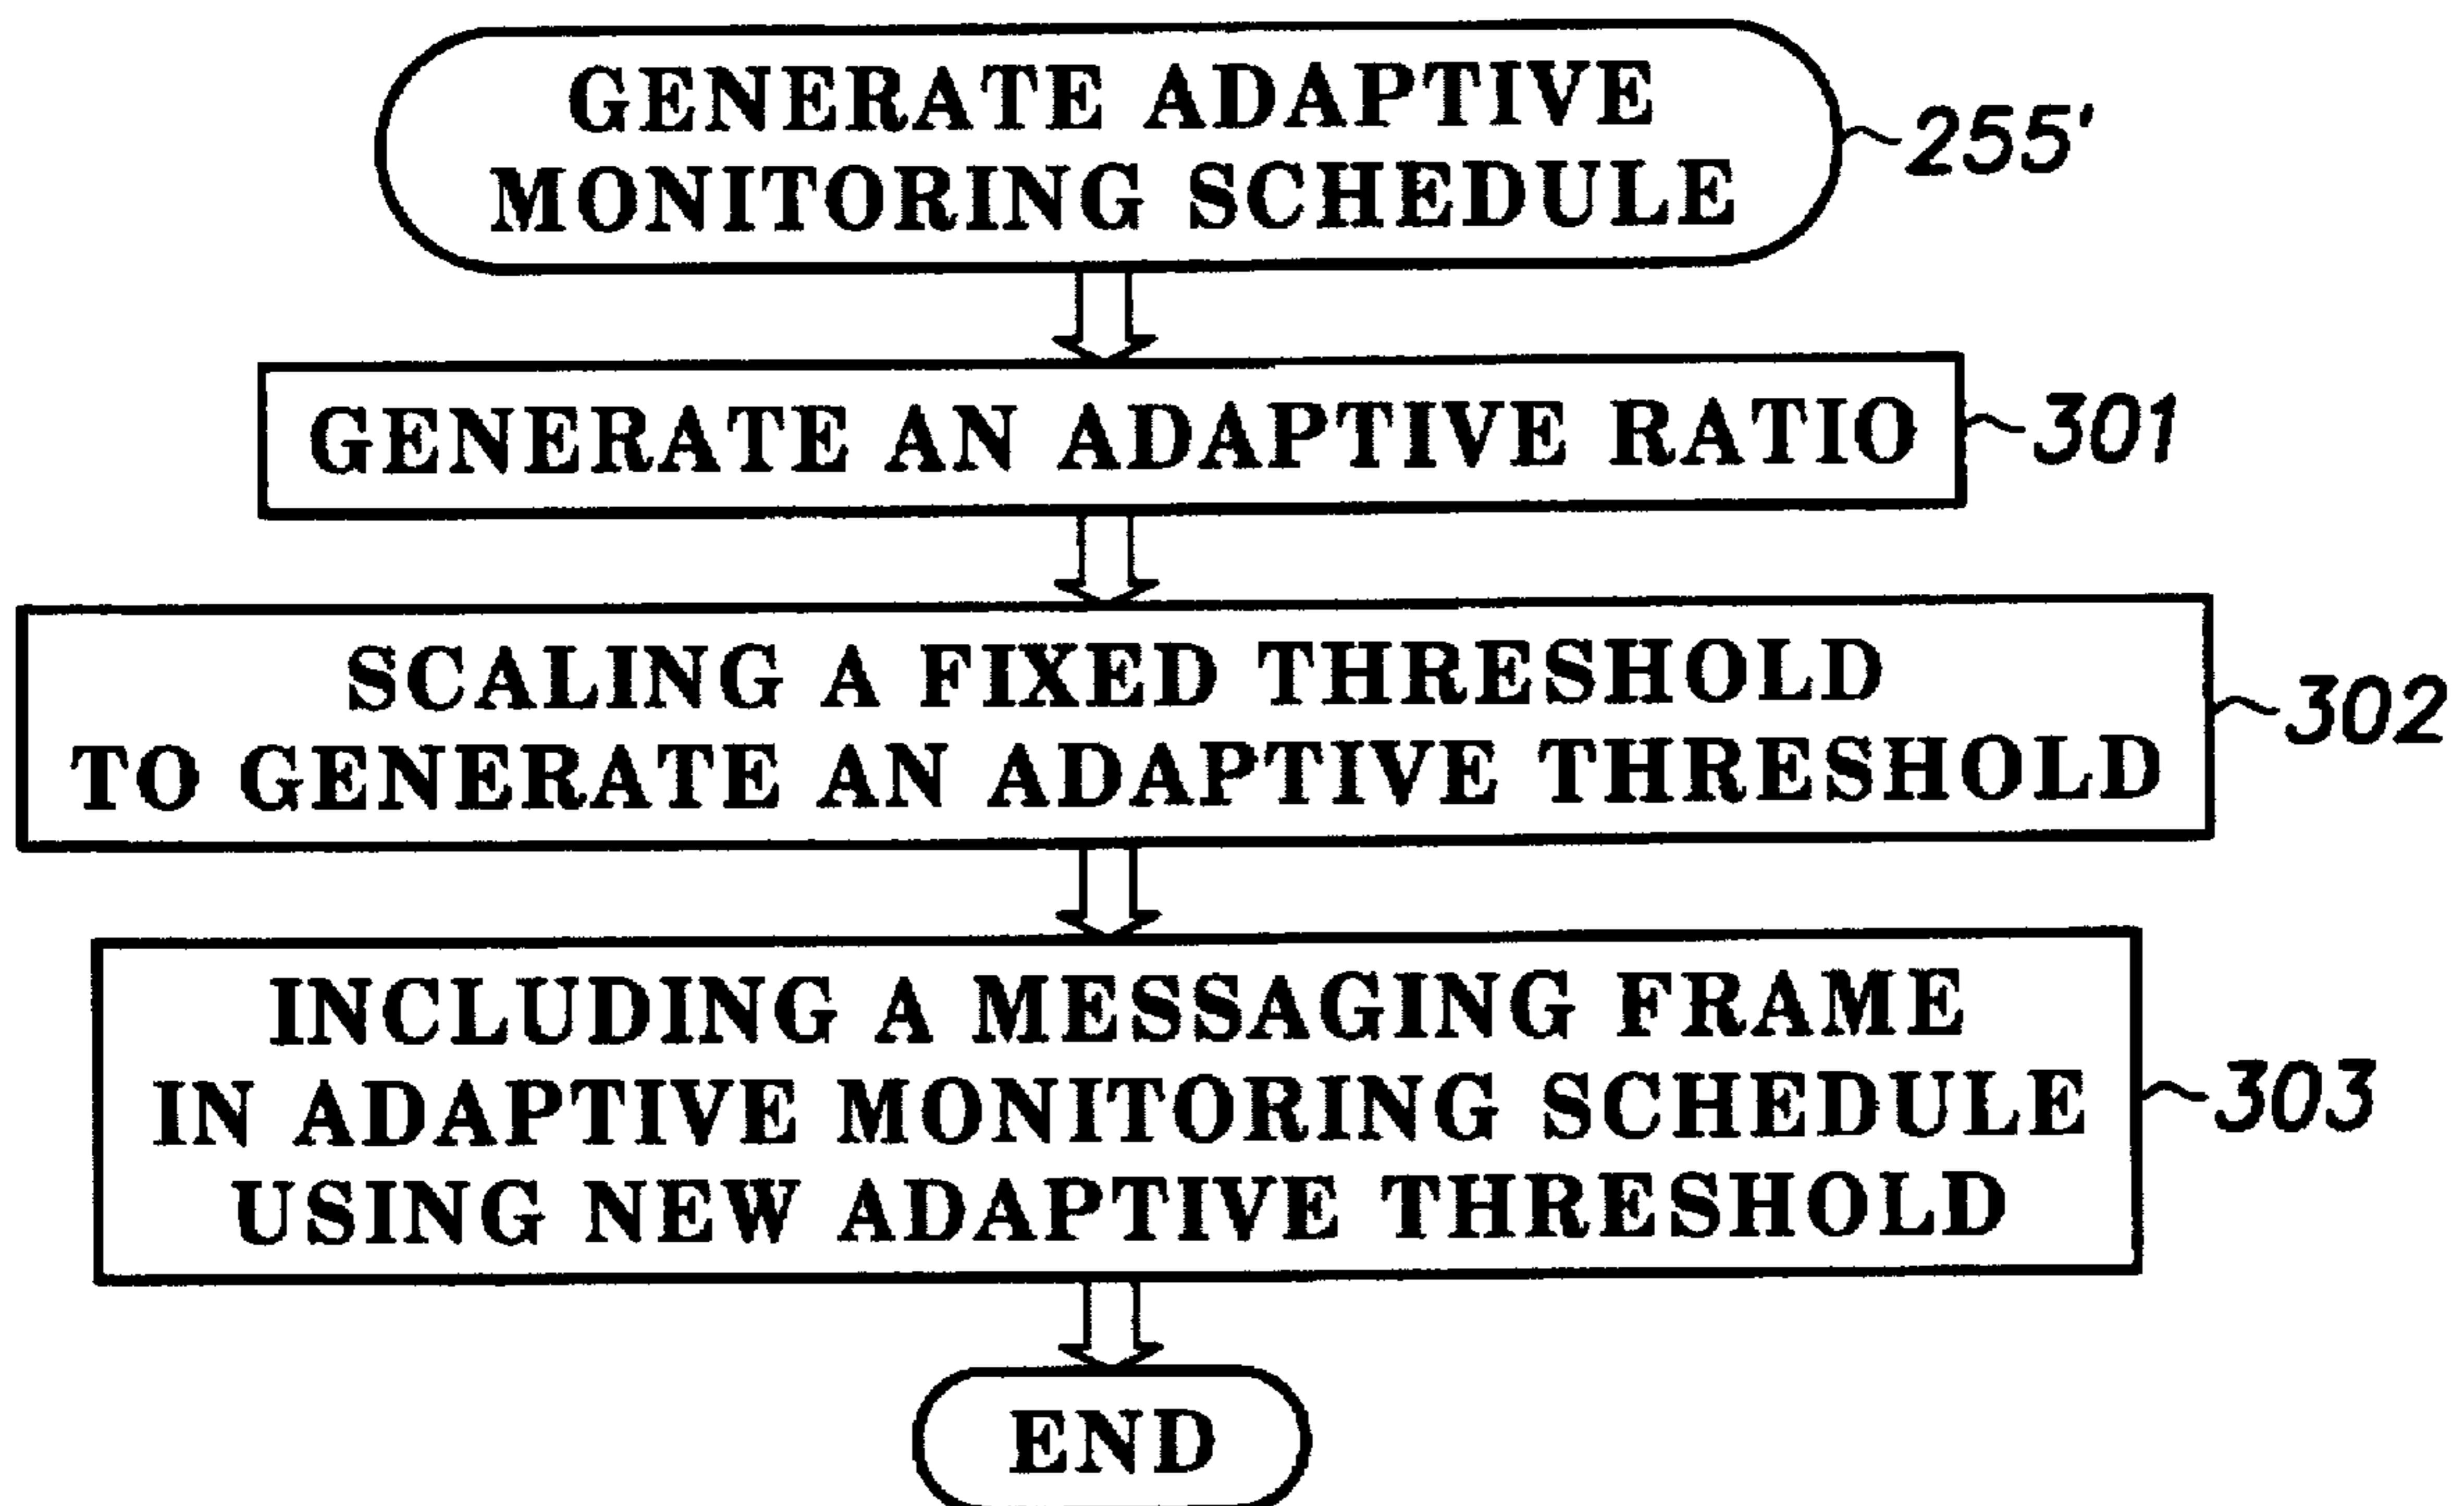 GENERATE ADAPTIVE
MONITORING SCHEDULE
255'
GENERATE AN ADAPTIVE RATIO
301
SCALING A FIXED THRESHOLD
TO GENERATE AN ADAPTIVE THRESHOLD
302
INCLUDING A MESSAGING FRAME
IN ADAPTIVE MONITORING SCHEDULE
USING NEW ADAPTIVE THRESHOLD
303
END